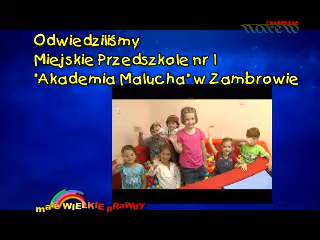 Odwiedziliśmy
Miejskie Przedszkole nr 1
"Akademia Malucha" w Zambrowie
małe WIELKIE pRaWdy